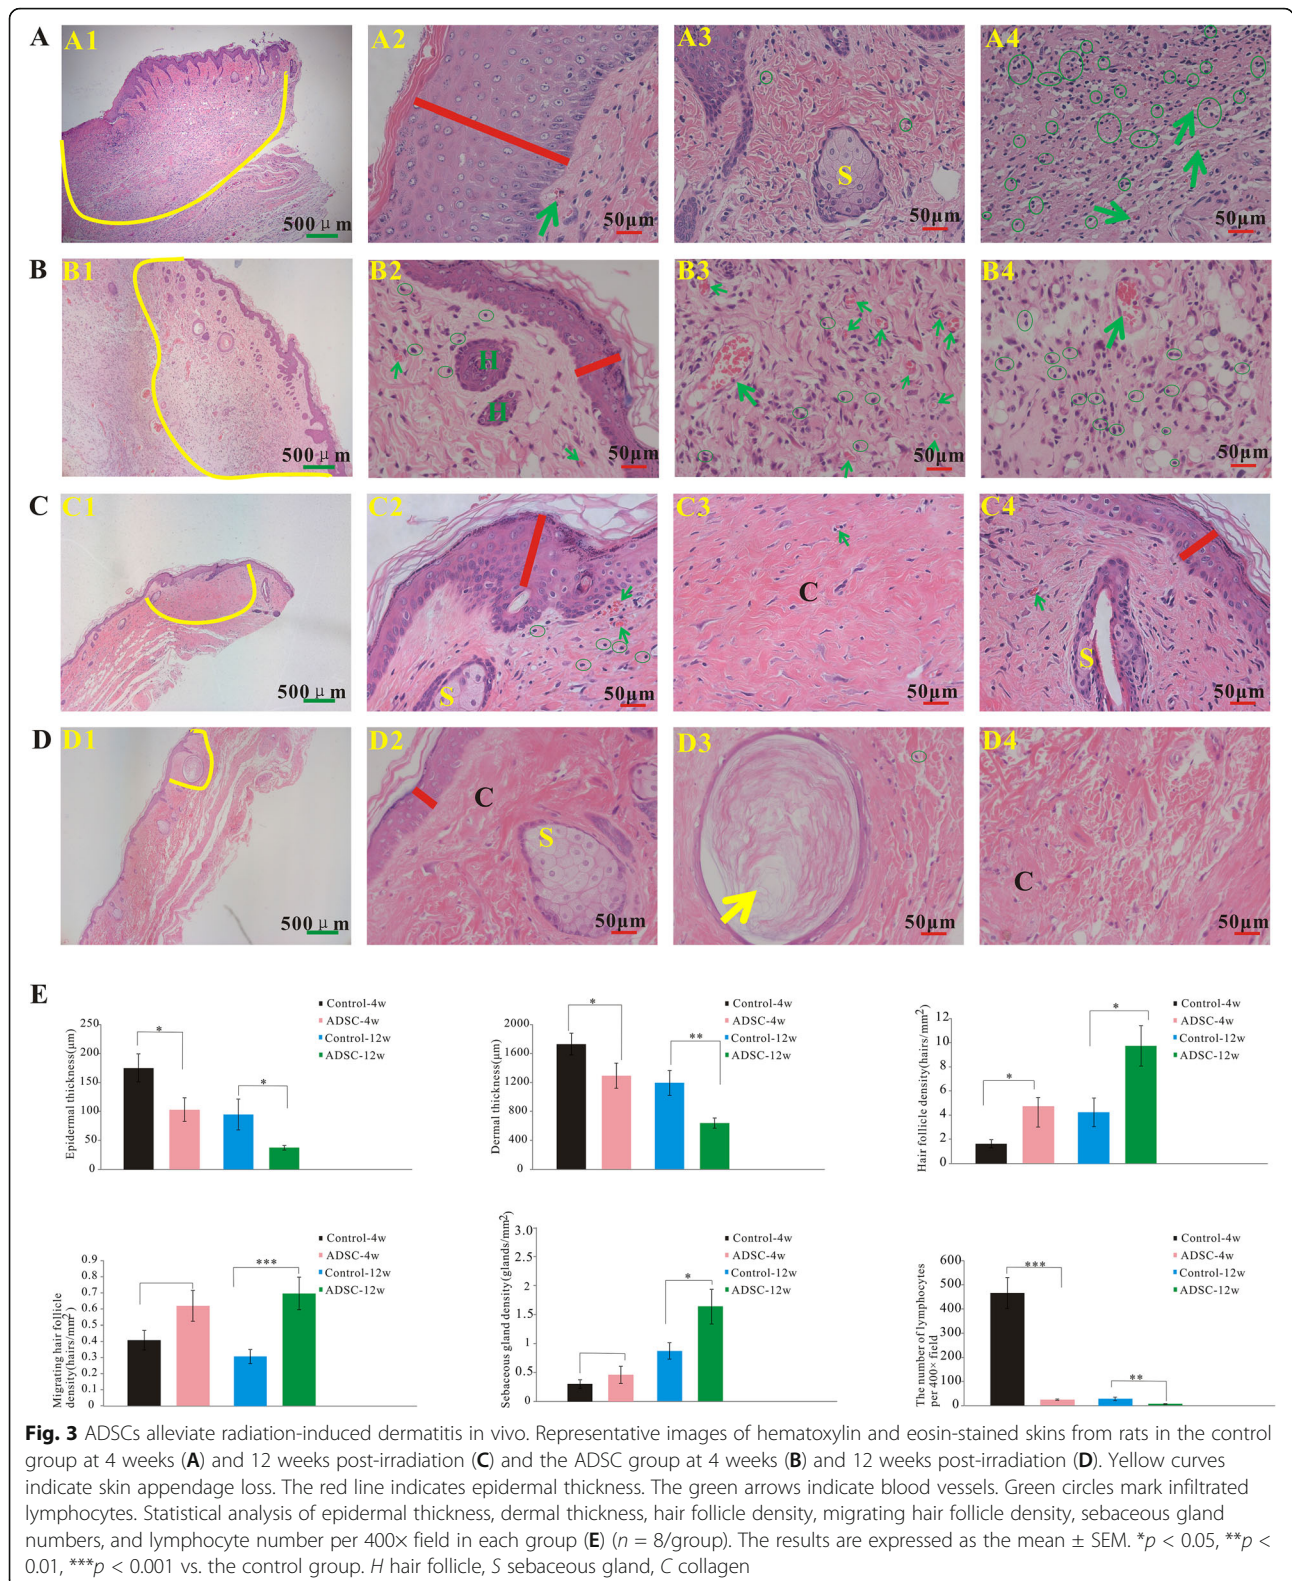 A A1 A2 A3 A4
S
500μm 50μm 50μm 50μm
B B1 B2 B3 B4
H
H
500μm 50μm 50μm 50μm
C C1 C2 C3 C4
C
S S
500μm 50μm 50μm 50μm
D D1 D2 D3 D4
C
S
C
500μm 50μm 50μm 50μm
E
Control-4w
ADSC-4w
Control-12w
ADSC-12w
Epidermal thickness(μm)
250
200
150
100
50
0
*
*
Control-4w
ADSC-4w
Control-12w
ADSC-12w
Dermal thickness(μm)
2000
1600
1200
800
400
0
*
**
Control-4w
ADSC-4w
Control-12w
ADSC-12w
Hair follicle density(hairs/mm²)
12
10
8
6
4
2
0
*
*
Control-4w
ADSC-4w
Control-12w
ADSC-12w
Migrating hair follicle
density(hairs/mm²)
0.9
0.8
0.7
0.6
0.5
0.4
0.3
0.2
0.1
0
***
Control-4w
ADSC-4w
Control-12w
ADSC-12w
Sebaceous gland density(glands/mm²)
3.0
2.5
2
1.5
1
0.5
0
*
Control-4w
ADSC-4w
Control-12w
ADSC-12w
The number of lymphocytes
per 400× field
600
500
400
300
200
100
0
***
**
Fig. 3 ADSCs alleviate radiation-induced dermatitis in vivo. Representative images of hematoxylin and eosin-stained skins from rats in the control
group at 4 weeks (A) and 12 weeks post-irradiation (C) and the ADSC group at 4 weeks (B) and 12 weeks post-irradiation (D). Yellow curves
indicate skin appendage loss. The red line indicates epidermal thickness. The green arrows indicate blood vessels. Green circles mark infiltrated
lymphocytes. Statistical analysis of epidermal thickness, dermal thickness, hair follicle density, migrating hair follicle density, sebaceous gland
numbers, and lymphocyte number per 400× field in each group (E) (n = 8/group). The results are expressed as the mean ± SEM. *p < 0.05, **p <
0.01, ***p < 0.001 vs. the control group. H hair follicle, S sebaceous gland, C collagen